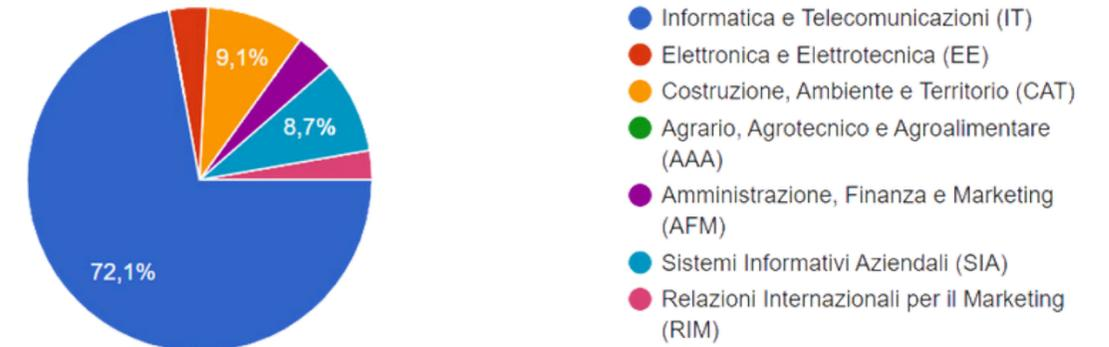 9,1%
8,7%
72,1%
Informatica e Telecomunicazioni (IT)
Elettronica e Elettrotecnica (EE)
Costruzione, Ambiente e Territorio (CAT)
Agrario, Agrotecnico e Agroalimentare
(AAA)
Amministrazione, Finanza e Marketing
(AFM)
Sistemi Informativi Aziendali (SIA)
Relazioni Internazionali per il Marketing
(RIM)